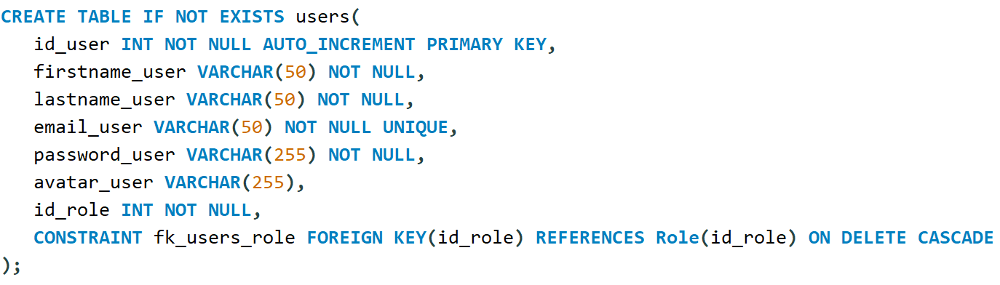 CREATE TABLE IF NOT EXISTS users(
id_user INT NOT NULL AUTO_INCREMENT PRIMARY KEY,
firstname_user VARCHAR(50) NOT NULL,
lastname_user VARCHAR(50) NOT NULL,
email_user VARCHAR(50) NOT NULL UNIQUE,
password_user VARCHAR(255) NOT NULL,
avatar_user VARCHAR(255),
id_role INT NOT NULL,
CONSTRAINT fk_users_role FOREIGN KEY(id_role) REFERENCES Role(id_role) ON DELETE CASCADE
);